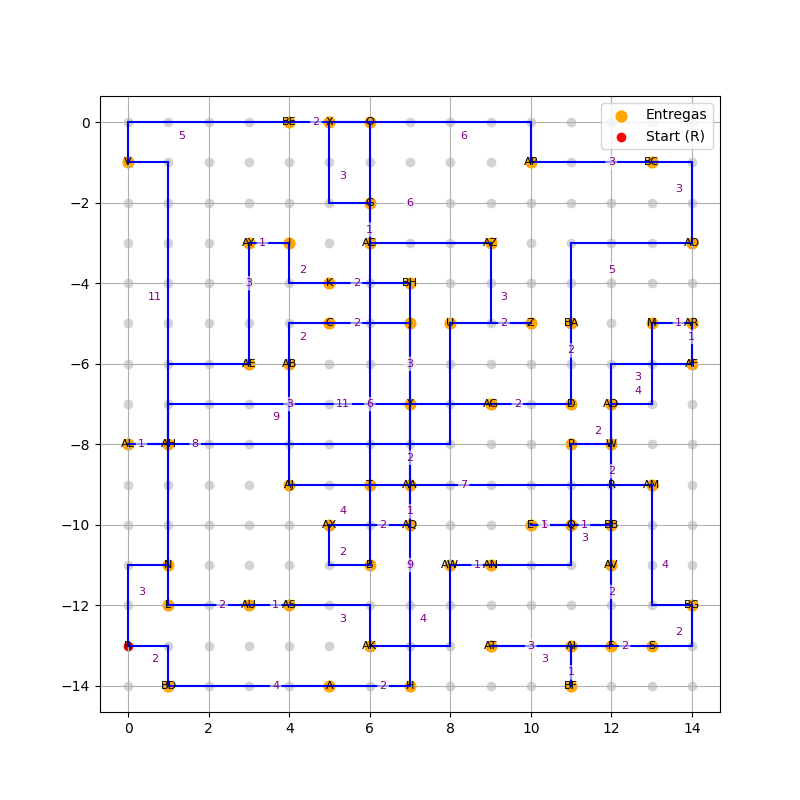 Entregas
Start (R)
0
−2
−4
−6
−8
−10
−12
−14
0
2
4
6
8
10
12
14
BE
2
X
O
5
6
V
AP
3
BC
3
3
G
6
1
AY
1
AC
AZ
AO
2
5
3
K
2
BH
11
3
C
2
U
2
Z
BA
M
1
AR
2
2
1
AE
AB
3
AF
3
4
3
11
6
Y
AG
2
D
9
2
AL
1
AH
8
P
W
2
2
AJ
T
AA
7
R
AM
4
1
AX
2
AQ
E
Q
1
BB
3
2
N
B
9
AW
1
AN
AV
4
3
2
L
2
AU
1
AS
BG
3
4
2
AK
AT
3
AI
F
2
S
2
3
1
BD
4
A
2
H
BF